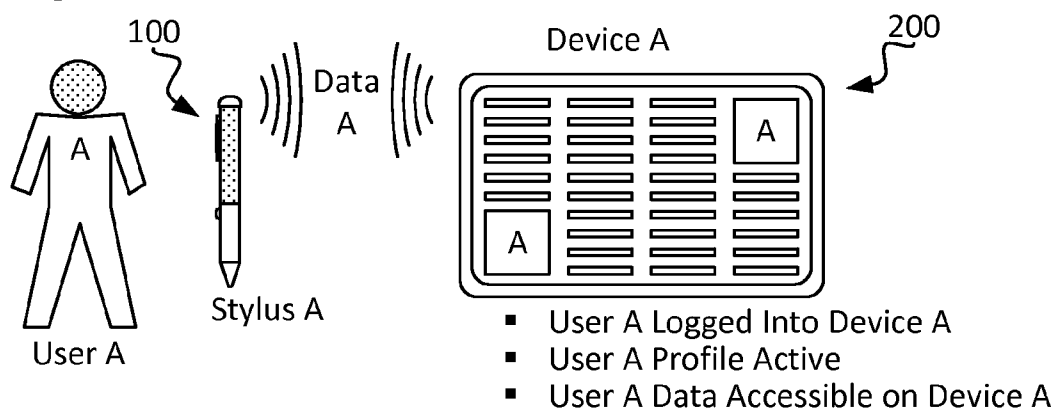 100
200
Device A
Data
A
A
A
A
Stylus A
User A
▪ User A Logged Into Device A
▪ User A Profile Active
▪ User A Data Accessible on Device A